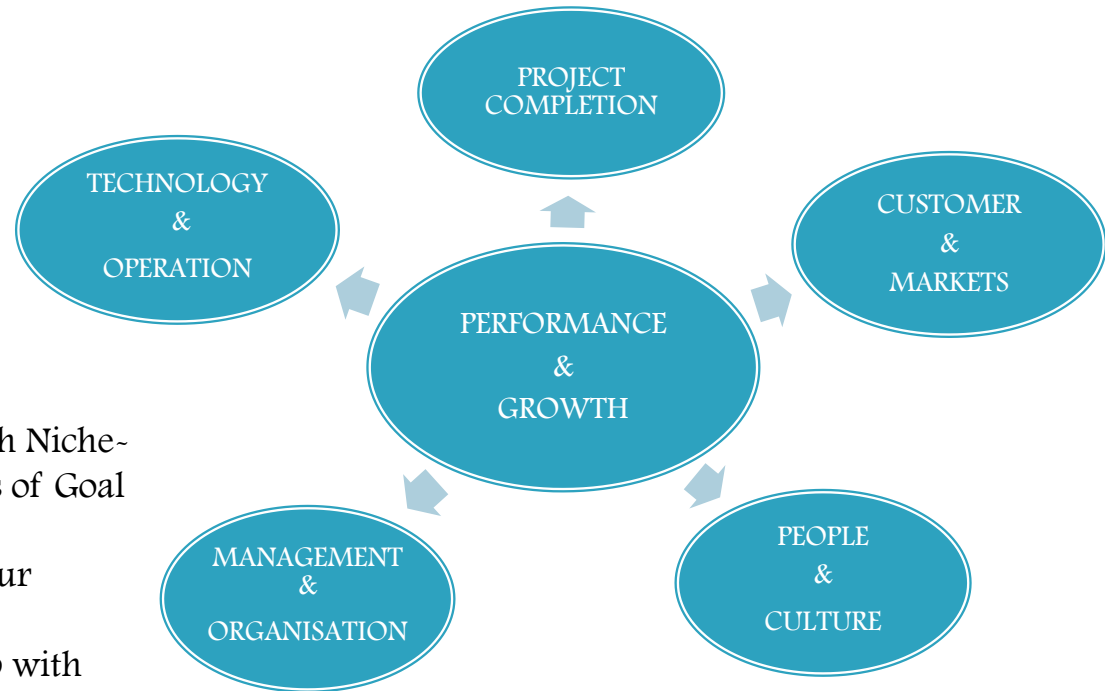 PROJECT
COMPLETION
TECHNOLOGY
&
OPERATION
CUSTOMER
&
MARKETS
PERFORMANCE
&
GROWTH
h Niche-
s of Goal
ur
with
MANAGEMENT
&
ORGANISATION
PEOPLE
&
CULTURE